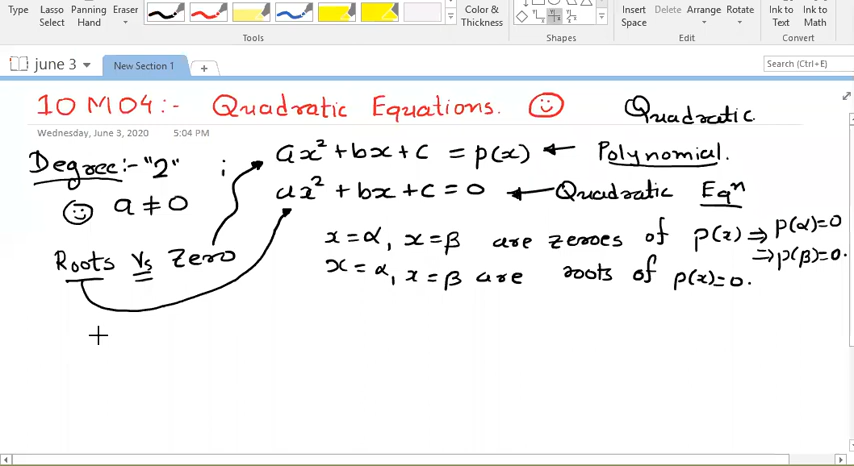 Type Lasso Select Panning Hand Eraser Color & Thickness Insert Space Delete Arrange Rotate Ink to Text Ink to Math
Tools Shapes Edit Convert
june 3 New Section 1 Search (Ctrl+E)
10 M04:- Quadratic Equations. Quadratic
Wednesday, June 3, 2020 5:04 PM
Degree:- "2" ; ax² + bx + c = p(x) ← Polynomial.
a ≠ 0 ax² + bx + c = 0 ← Quadratic Eqⁿ
x = α, x = β are zeroes of p(x) ⇒ p(α)=0
⇒ p(β)=0.
Roots Vs Zero
x = α, x = β are roots of p(x)=0.